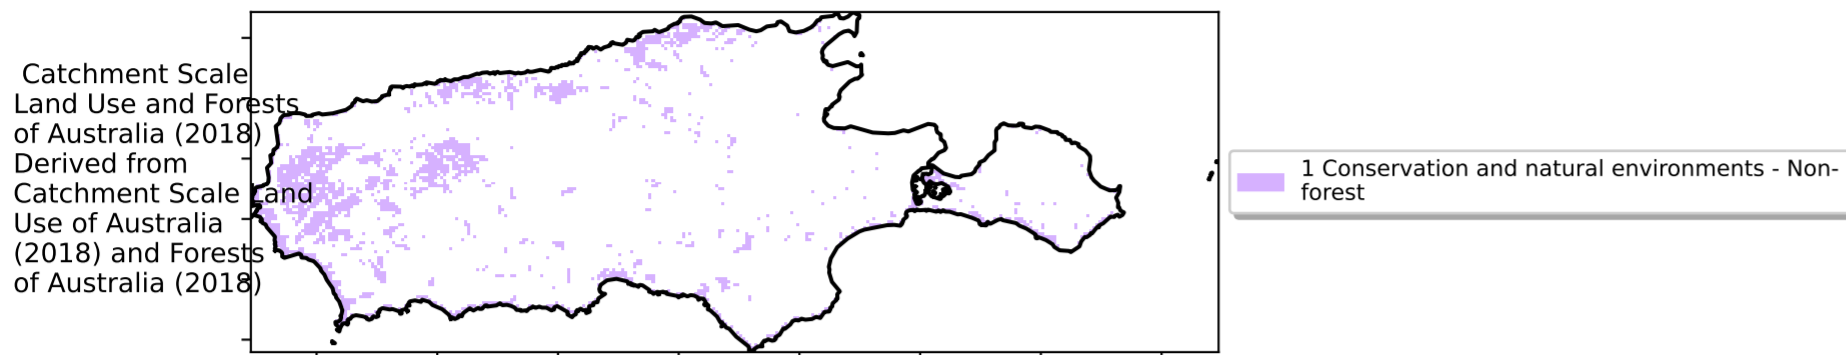 Catchment Scale
Land Use and Forests
of Australia (2018)
Derived from
Catchment Scale Land
Use of Australia
(2018) and Forests
of Australia (2018)
1 Conservation and natural environments - Non-
forest